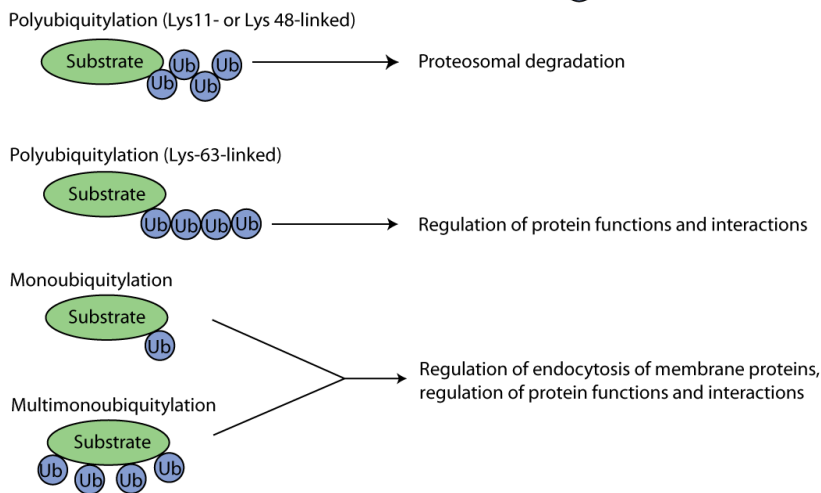 Polyubiquitylation (Lys11- or Lys 48-linked)
Substrate
Ub
Ub
Ub
Ub
Proteosomal degradation
Polyubiquitylation (Lys-63-linked)
Substrate
Ub
Ub
Ub
Ub
Regulation of protein functions and interactions
Monoubiquitylation
Substrate
Ub
Regulation of endocytosis of membrane proteins,
regulation of protein functions and interactions
Multimonoubiquitylation
Substrate
Ub
Ub
Ub
Ub